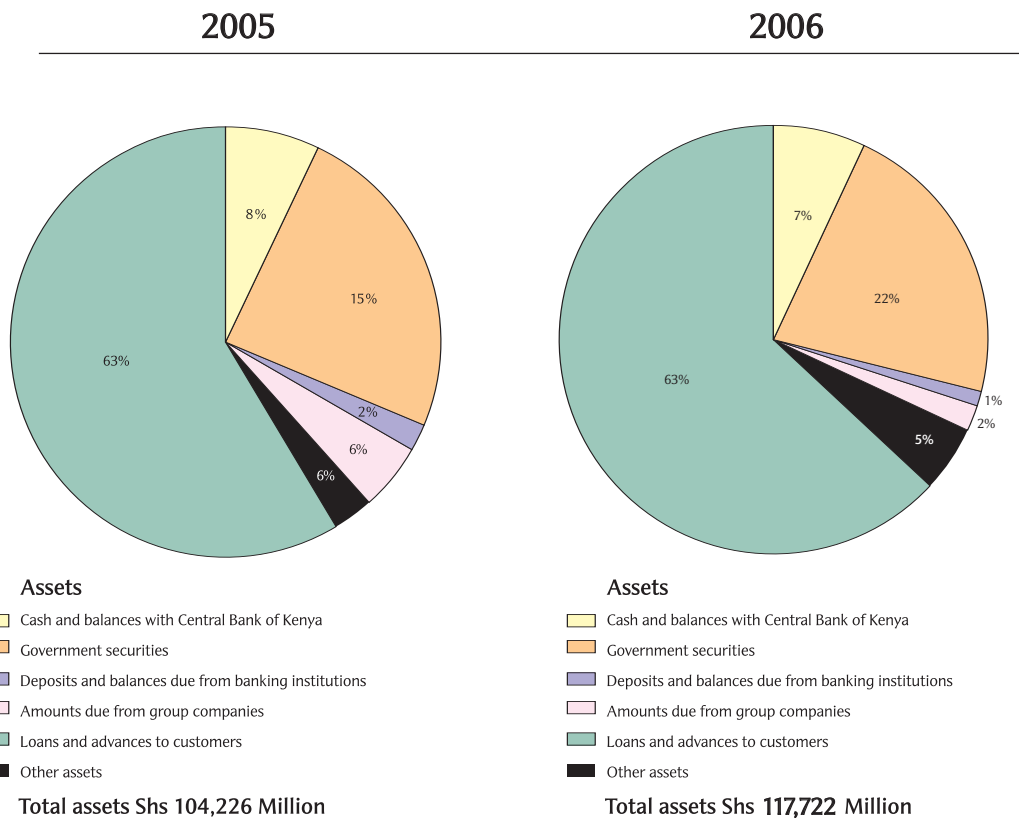 2005
2006
8%
15%
2%
6%
6%
63%
7%
22%
1%
2%
5%
63%
Assets
Cash and balances with Central Bank of Kenya
Government securities
Deposits and balances due from banking institutions
Amounts due from group companies
Loans and advances to customers
Other assets
Total assets Shs 104,226 Million
Assets
Cash and balances with Central Bank of Kenya
Government securities
Deposits and balances due from banking institutions
Amounts due from group companies
Loans and advances to customers
Other assets
Total assets Shs 117,722 Million